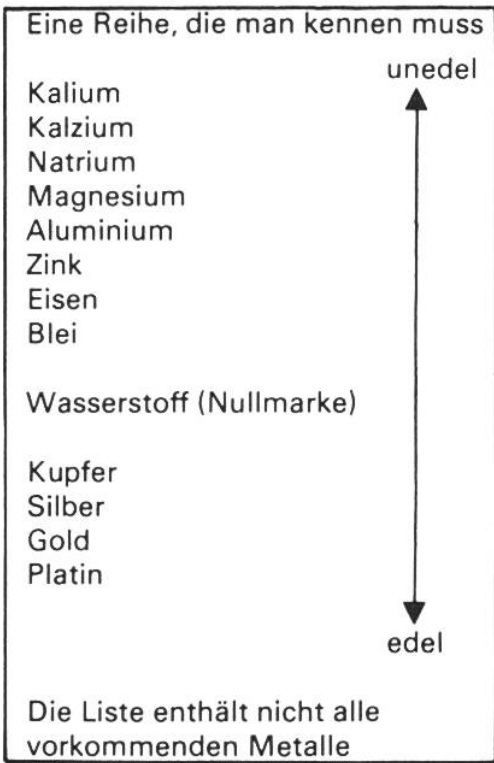 Eine Reihe, die man kennen muss
unedel
Kalium
Kalzium
Natrium
Magnesium
Aluminium
Zink
Eisen
Blei
Wasserstoff (Nullmarke)
Kupfer
Silber
Gold
Platin
edel
Die Liste enthält nicht alle
vorkommenden Metalle